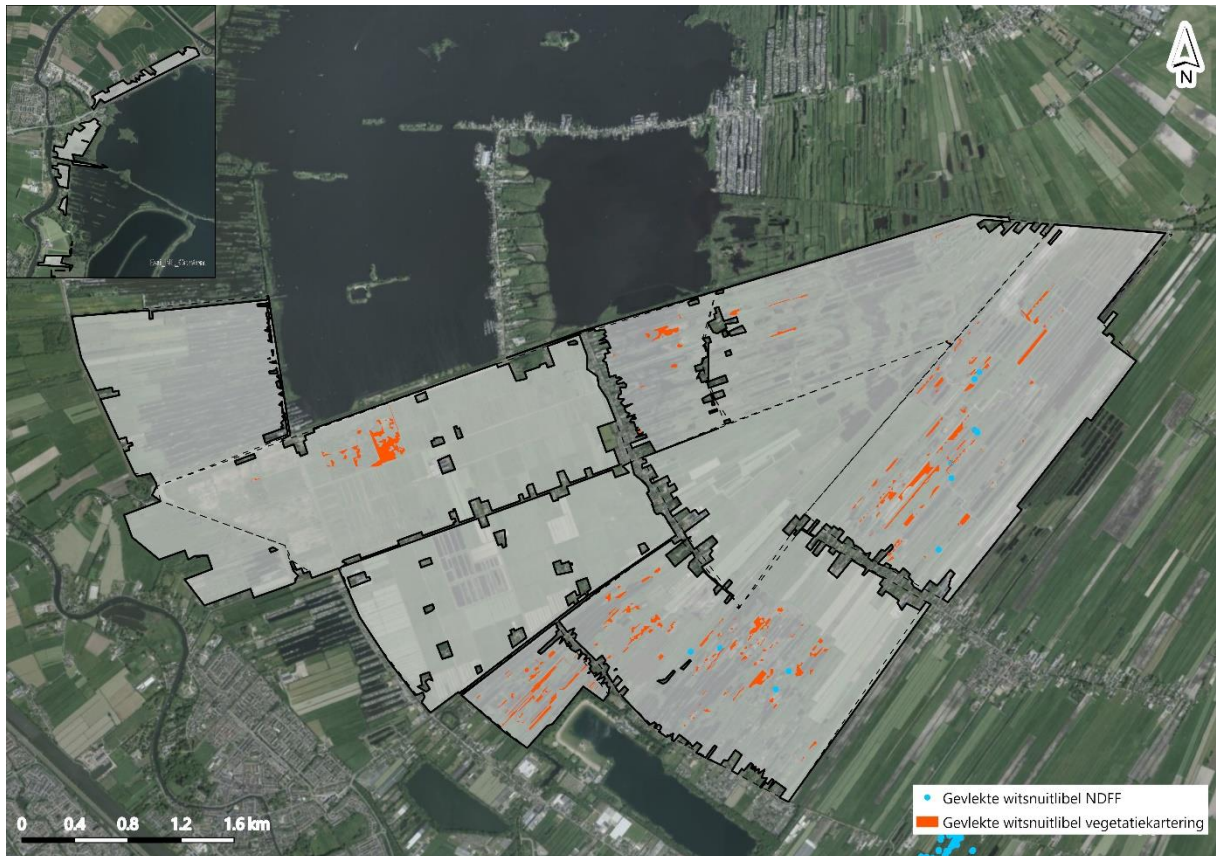 N
0 0.4 0.8 1.2 1.6 km
Gevlekte witsnuitlibel NDFF
Gevlekte witsnuitlibel vegetatiekartering